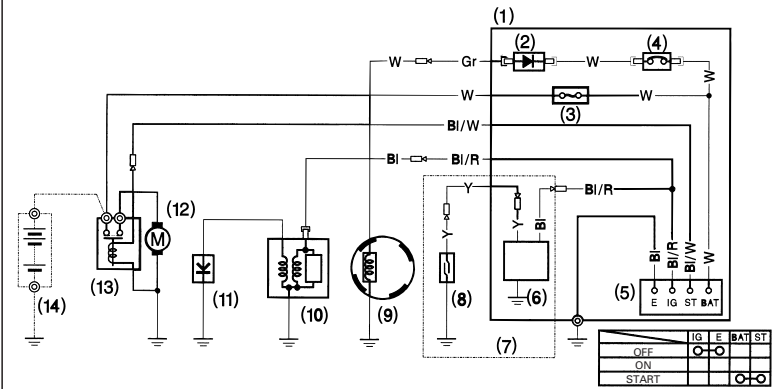 (1)
(2)
(4)
W
Gr
W
W
W
W
(3)
Bl/W
Bl
Bl/R
Y
Bl/R
Y
Y
Bl
Bl
Bl/R
Bl/W
W
(12)
M
(13)
(14)
(11)
(10)
(9)
(8)
(6)
(5)
E IG ST BAT
(7)
IG E BAT ST
OFF
ON
START